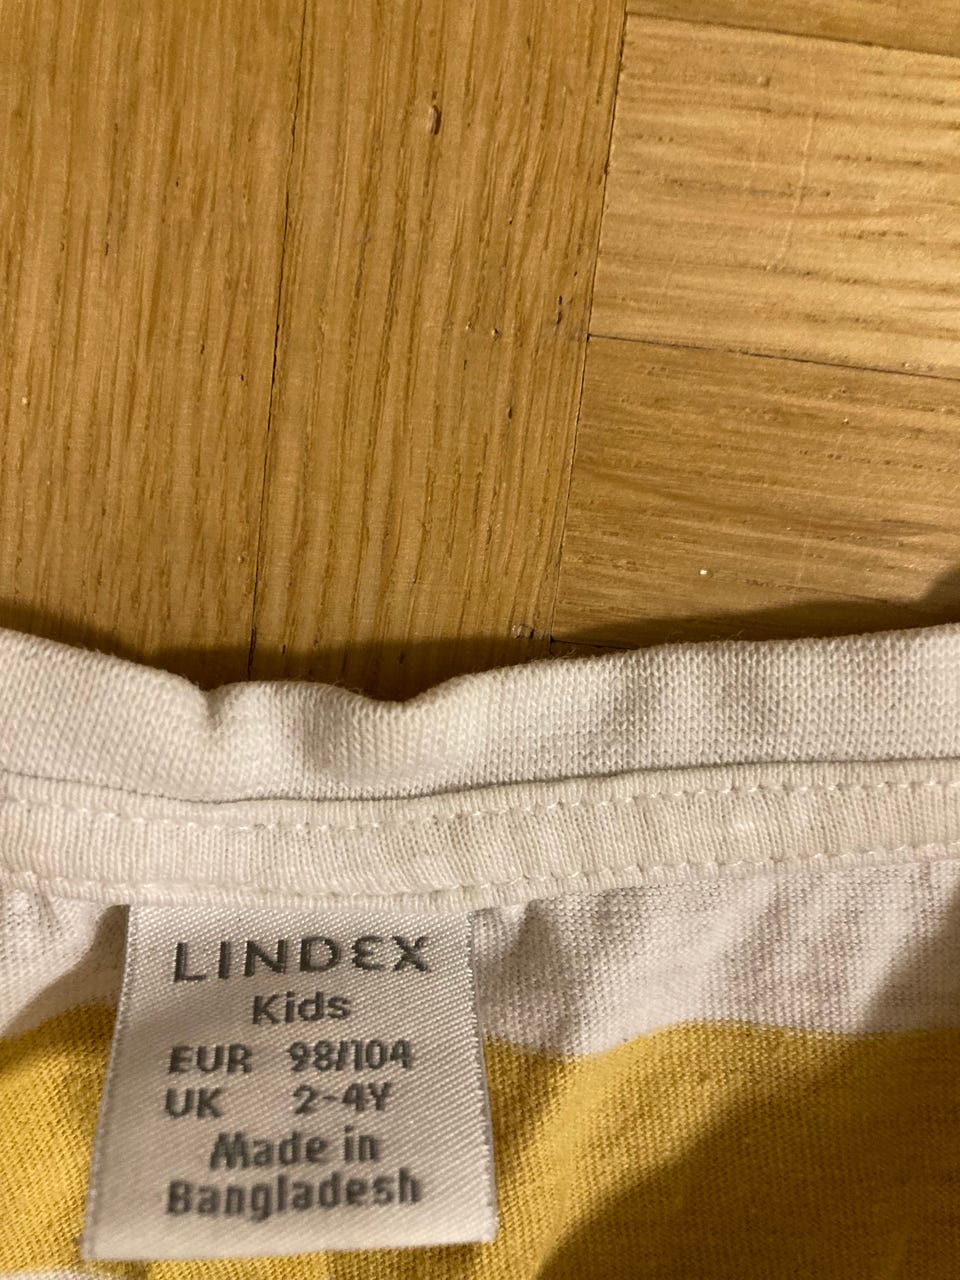 LINDEX
Kids
EUR 98/104
UK 2-4Y
Made in
Bangladesh